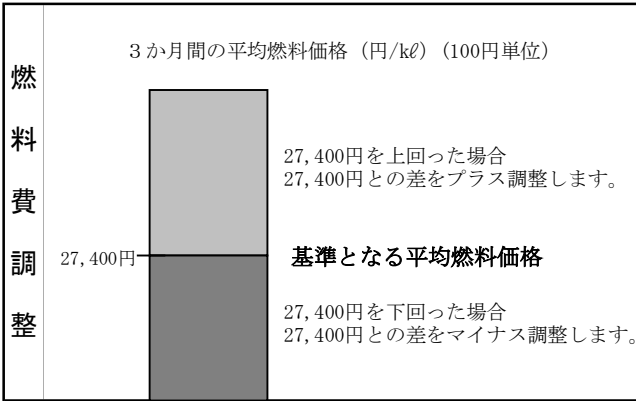 燃料費調整
３か月間の平均燃料価格（円/kℓ）（100円単位）
27,400円を上回った場合
27,400円との差をプラス調整します。
27,400円
基準となる平均燃料価格
27,400円を下回った場合
27,400円との差をマイナス調整します。